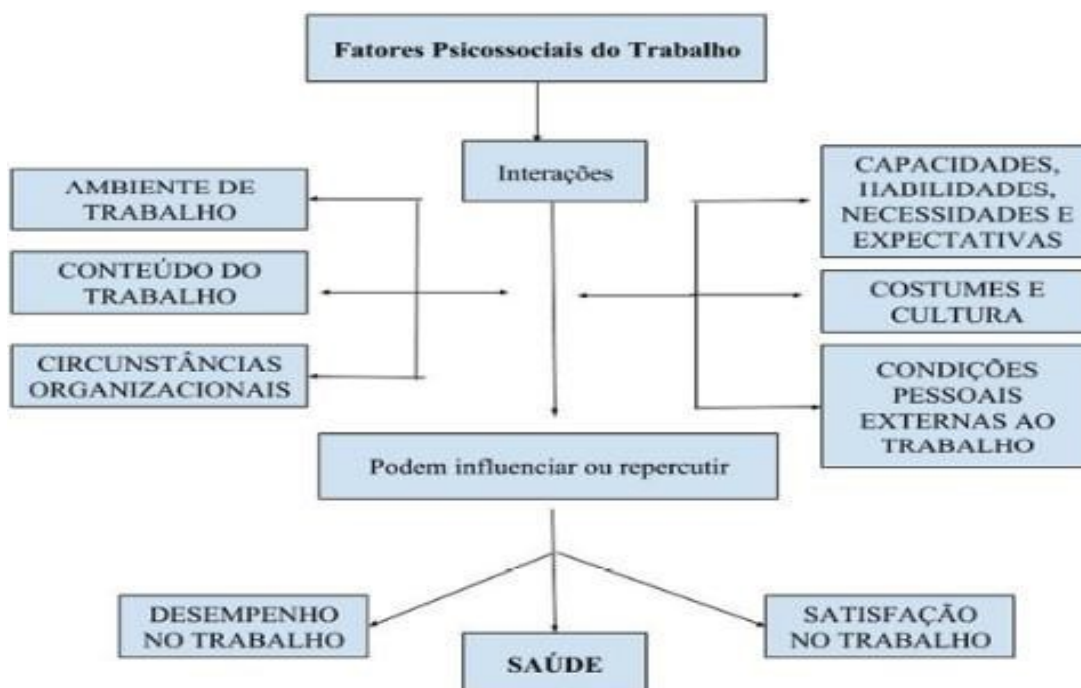 Fatores Psicossociais do Trabalho
Interações
AMBIENTE DE
TRABALHO
CONTEÚDO DO
TRABALHO
CIRCUNSTÂNCIAS
ORGANIZACIONAIS
CAPACIDADES,
HABILIDADES,
NECESSIDADES E
EXPECTATIVAS
COSTUMES E
CULTURA
CONDIÇÕES
PESSOAIS
EXTERNAS AO
TRABALHO
Podem influenciar ou repercutir
DESEMPENHO
NO TRABALHO
SAÚDE
SATISFAÇÃO
NO TRABALHO